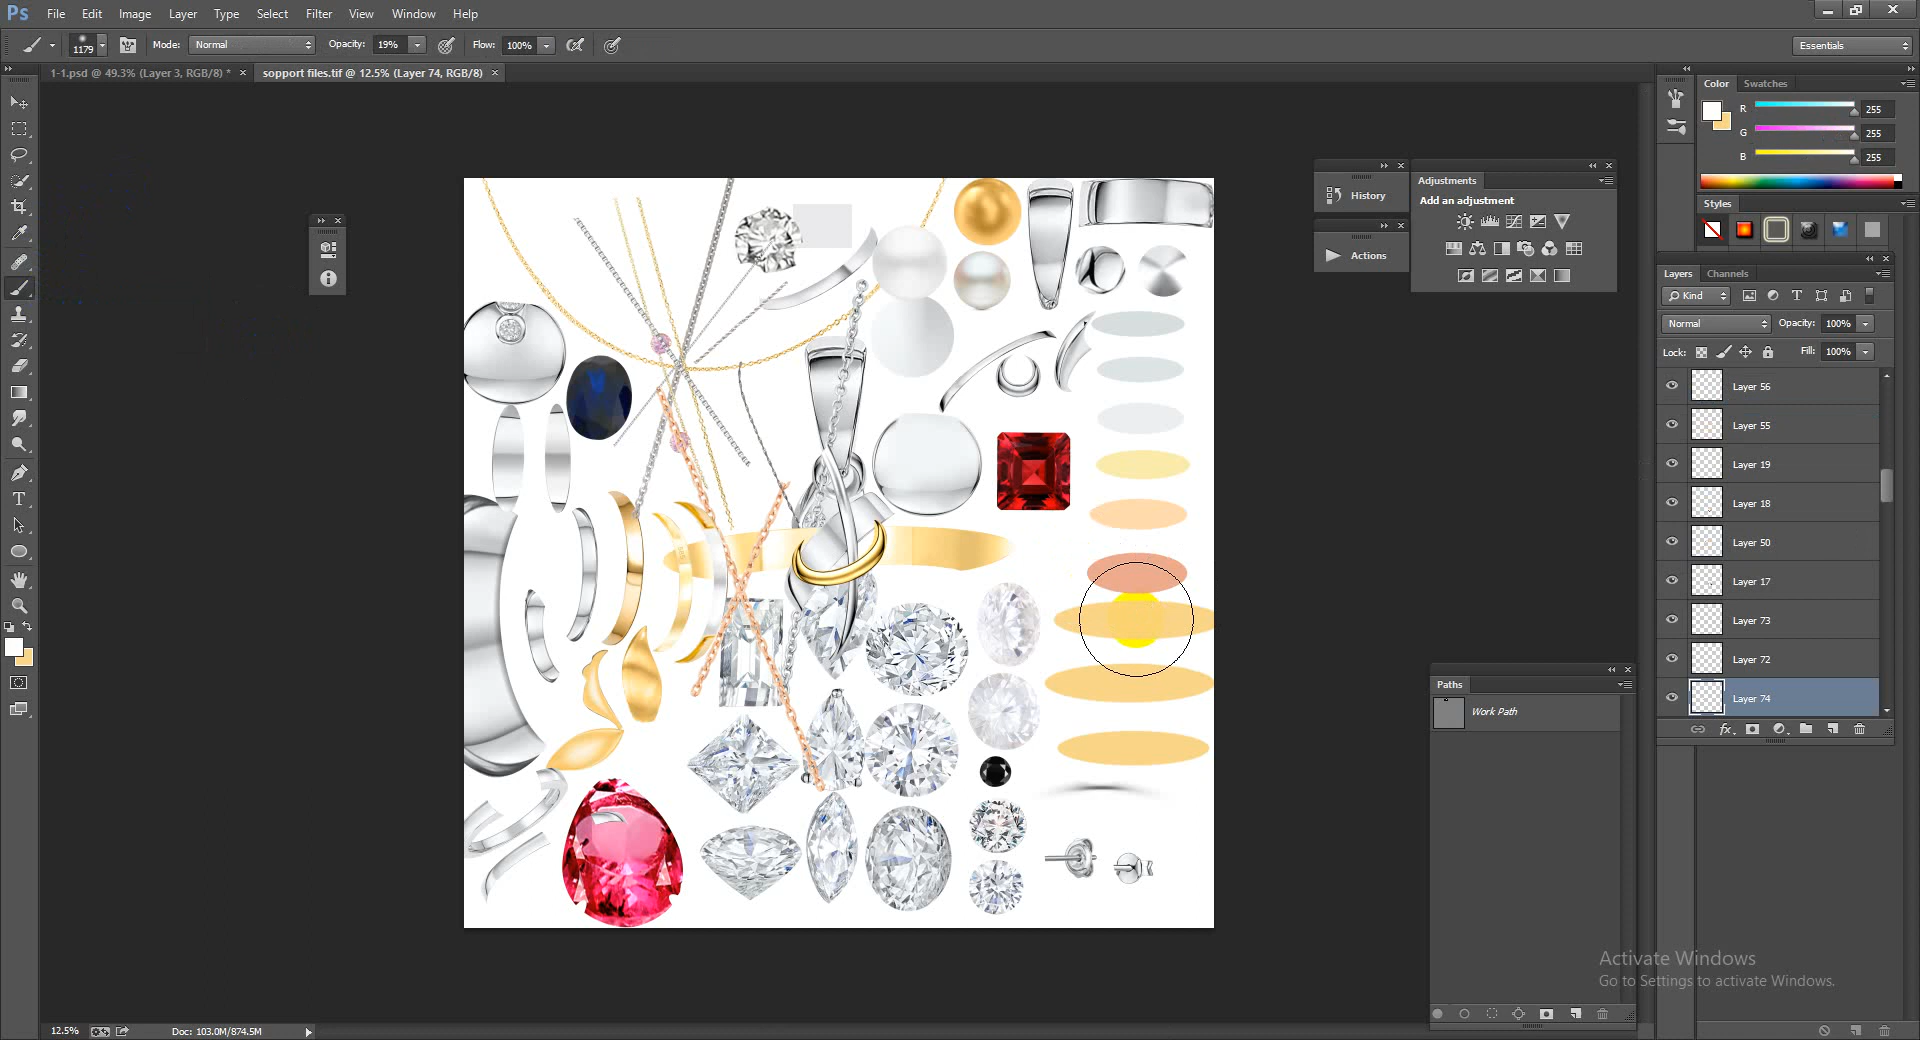 Ps File Edit Image Layer Type Select Filter View Window Help
1179 Mode: Normal Opacity: 19% Flow: 100% Essentials
1-1.psd @ 49.3% (Layer 3, RGB/8) * × sopport files.tif @ 12.5% (Layer 74, RGB/8) ×
Color Swatches
R 255
G 255
B 255
Styles
History
Actions
Adjustments
Add an adjustment
Layers Channels
Kind
Normal Opacity: 100%
Lock: Fill: 100%
Layer 56
Layer 55
Layer 19
Layer 18
Layer 50
Layer 17
Layer 73
Layer 72
Layer 74
fx
Paths
Work Path
Activate Windows
Go to Settings to activate Windows.
12.5% Doc: 103.0M/874.5M